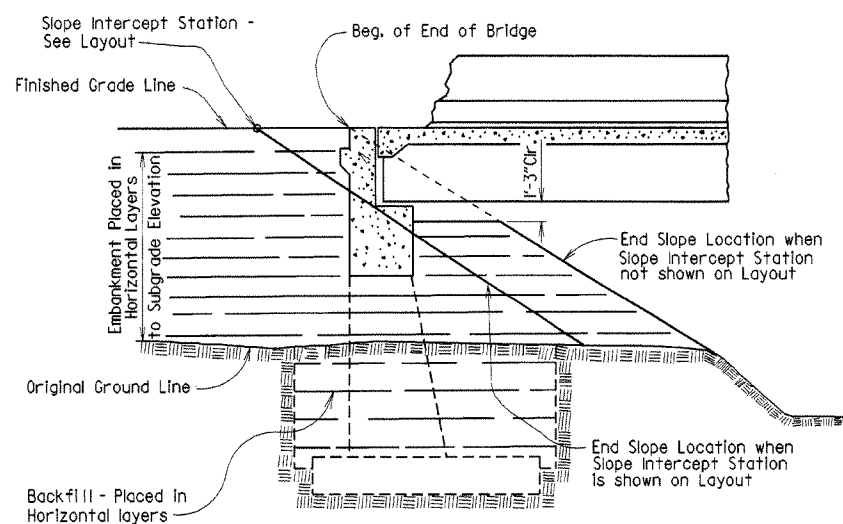 Slope Intercept Station -
See Layout
Beg. of End of Bridge
Finished Grade Line
Embankment Placed in
Horizontal Layers
to Subgrade Elevation
1'-3" Clr.
End Slope Location when
Slope Intercept Station
not shown on Layout
Original Ground Line
End Slope Location when
Slope Intercept Station
is shown on Layout
Backfill - Placed in
Horizontal layers